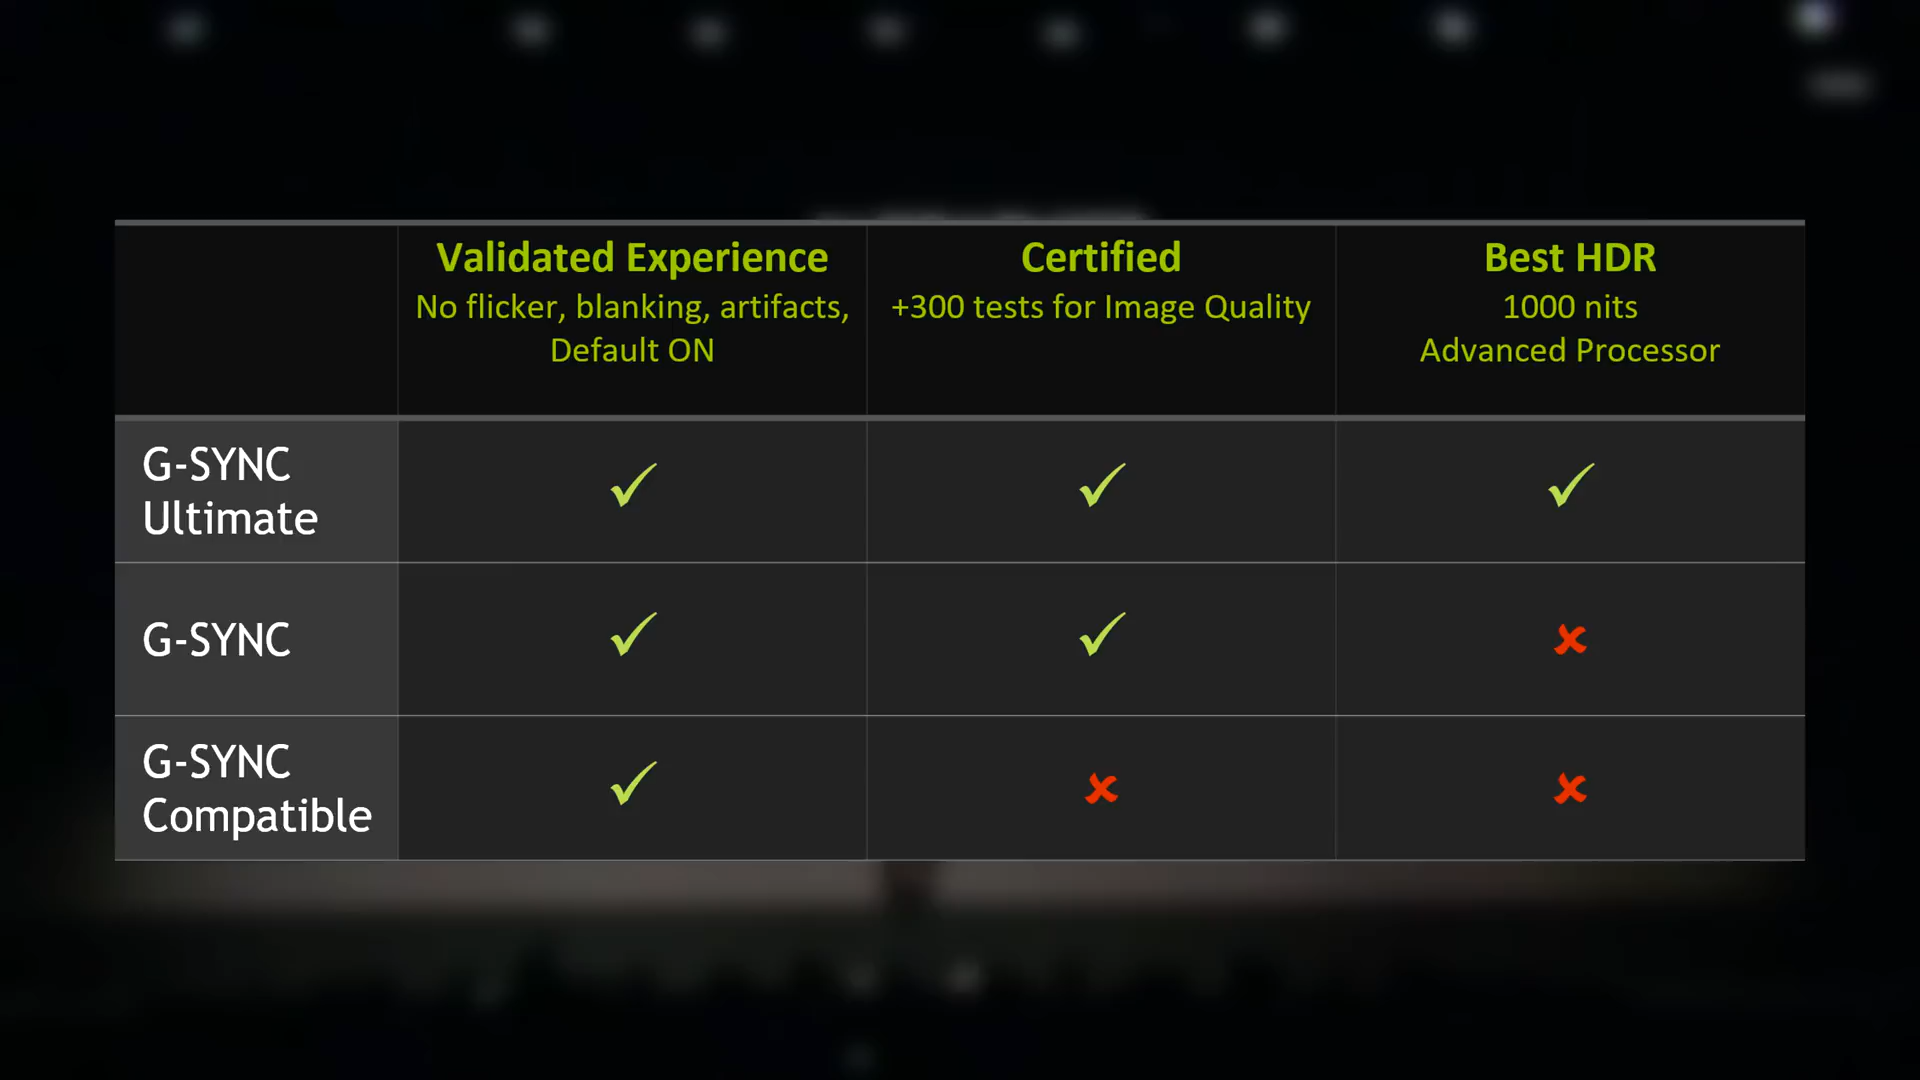 Validated Experience
No flicker, blanking, artifacts,
Default ON
Certified
+300 tests for Image Quality
Best HDR
1000 nits
Advanced Processor
G-SYNC
Ultimate
✓ ✓ ✓
G-SYNC
✓ ✓ ✘
G-SYNC
Compatible
✓ ✘ ✘